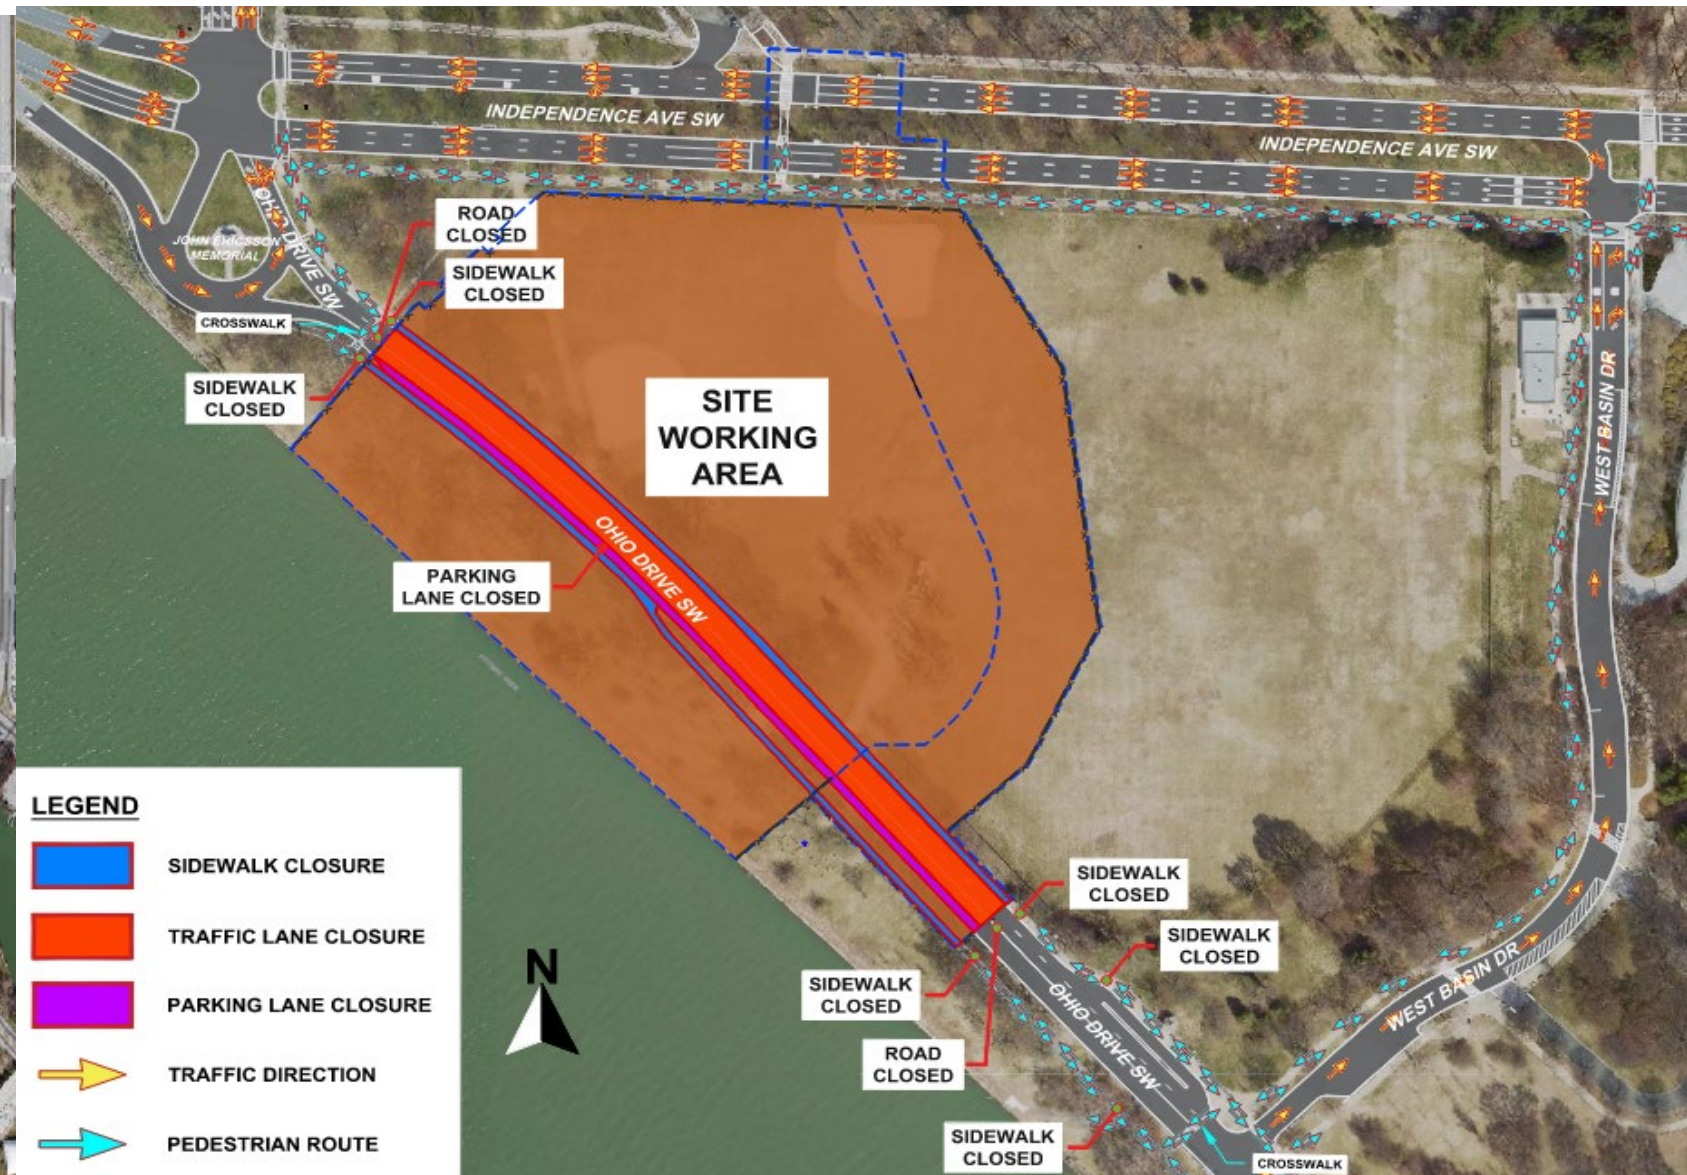 INDEPENDENCE AVE SW
INDEPENDENCE AVE SW
OHIO DRIVE SW
JOHN ERICSSON
MEMORIAL
ROAD
CLOSED
SIDEWALK
CLOSED
CROSSWALK
SIDEWALK
CLOSED
SITE
WORKING
AREA
WEST BASIN DR
OHIO DRIVE SW
PARKING
LANE CLOSED
LEGEND
SIDEWALK CLOSURE
TRAFFIC LANE CLOSURE
PARKING LANE CLOSURE
TRAFFIC DIRECTION
PEDESTRIAN ROUTE
N
SIDEWALK
CLOSED
SIDEWALK
CLOSED
SIDEWALK
CLOSED
WEST BASIN DR
OHIO DRIVE SW
ROAD
CLOSED
SIDEWALK
CLOSED
CROSSWALK